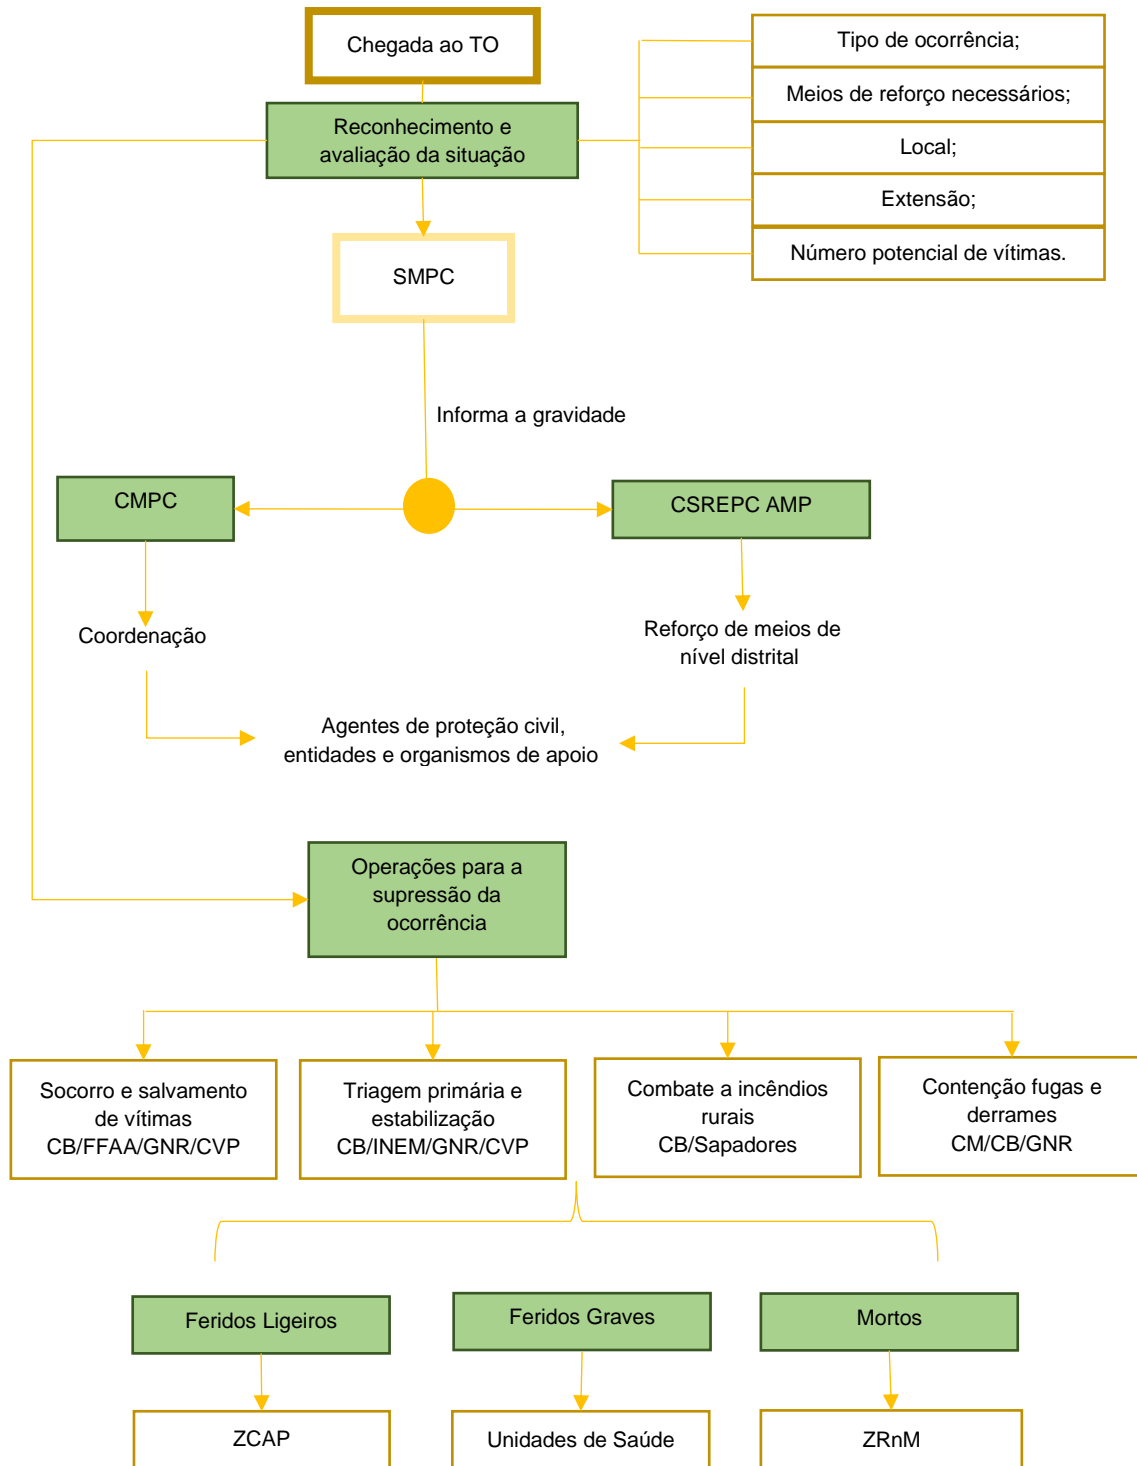 Chegada ao TO
Tipo de ocorrência;
Meios de reforço necessários;
Local;
Extensão;
Número potencial de vítimas.
Reconhecimento e
avaliação da situação
SMPC
Informa a gravidade
CMPC
CSREPC AMP
Coordenação
Reforço de meios de
nível distrital
Agentes de proteção civil,
entidades e organismos de apoio
Operações para a
supressão da
ocorrência
Socorro e salvamento
de vítimas
CB/FFAA/GNR/CVP
Triagem primária e
estabilização
CB/INEM/GNR/CVP
Combate a incêndios
rurais
CB/Sapadores
Contenção fugas e
derrames
CM/CB/GNR
Feridos Ligeiros
Feridos Graves
Mortos
ZCAP
Unidades de Saúde
ZRnM